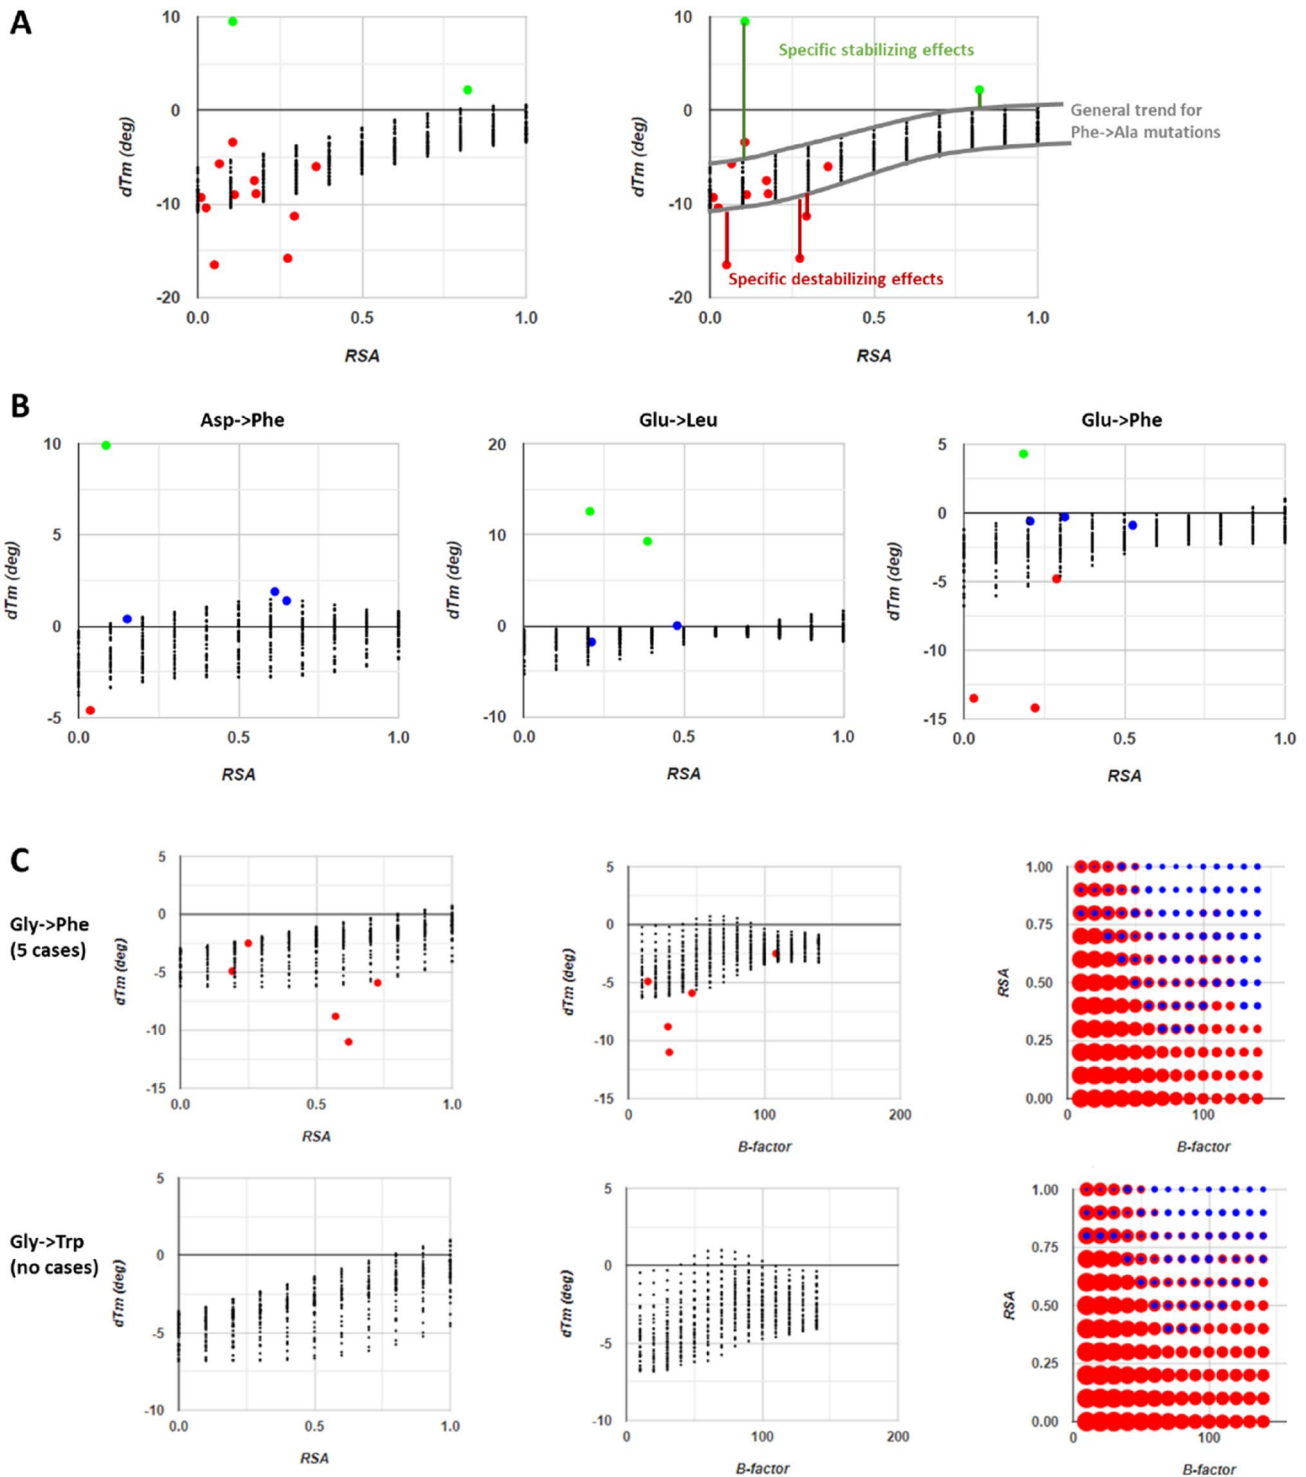 A
10
0
-10
-20
dTm (deg)
0.0
0.5
1.0
RSA
10
0
-10
-20
dTm (deg)
Specific stabilizing effects
General trend for
Phe->Ala mutations
Specific destabilizing effects
0.0
0.5
1.0
RSA
B
Asp->Phe
10
5
0
-5
dTm (deg)
0.0
0.5
1.0
RSA
Glu->Leu
20
10
0
-10
dTm (deg)
0.0
0.5
1.0
RSA
Glu->Phe
5
0
-5
-10
-15
dTm (deg)
0.0
0.5
1.0
RSA
C
Gly->Phe
(5 cases)
5
0
-5
-10
-15
dTm (deg)
0.0
0.5
1.0
RSA
5
0
-5
-10
-15
dTm (deg)
0
100
200
B-factor
1.00
0.75
0.50
0.25
0.00
RSA
0
100
B-factor
Gly->Trp
(no cases)
5
0
-5
-10
dTm (deg)
0.0
0.5
1.0
RSA
5
0
-5
-10
dTm (deg)
0
100
200
B-factor
1.00
0.75
0.50
0.25
0.00
RSA
0
100
B-factor